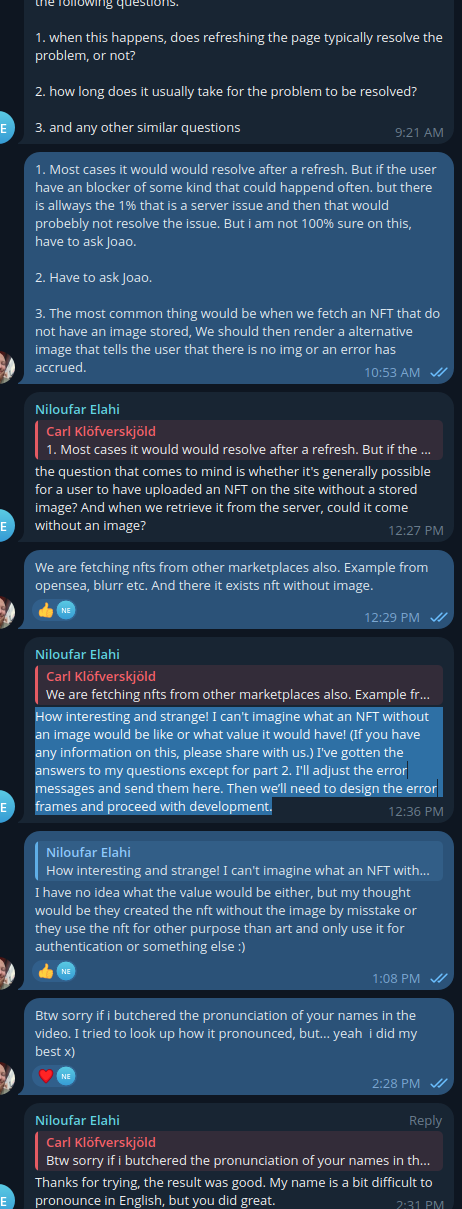 the following questions.
1. when this happens, does refreshing the page typically resolve the
problem, or not?
2. how long does it usually take for the problem to be resolved?
3. and any other similar questions
9:21 AM
E
1. Most cases it would would resolve after a refresh. But if the user
have an blocker of some kind that could happend often. but there
is allways the 1% that is a server issue and then that would
probebly not resolve the issue. But i am not 100% sure on this,
have to ask Joao.
2. Have to ask Joao.
3. The most common thing would be when we fetch an NFT that do
not have an image stored, We should then render a alternative
image that tells the user that there is no img or an error has
accrued.
10:53 AM
Niloufar Elahi
Carl Klöfverskjöld
1. Most cases it would would resolve after a refresh. But if the ...
the question that comes to mind is whether it's generally possible
for a user to have uploaded an NFT on the site without a stored
image? And when we retrieve it from the server, could it come
without an image?
12:27 PM
E
We are fetching nfts from other marketplaces also. Example from
opensea, blurr etc. And there it exists nft without image.
NE
12:29 PM
Niloufar Elahi
Carl Klöfverskjöld
We are fetching nfts from other marketplaces also. Example fr...
How interesting and strange! I can't imagine what an NFT without
an image would be like or what value it would have! (If you have
any information on this, please share with us.) I've gotten the
answers to my questions except for part 2. I'll adjust the error
messages and send them here. Then we'll need to design the error
frames and proceed with development.
12:36 PM
E
Niloufar Elahi
How interesting and strange! I can't imagine what an NFT with...
I have no idea what the value would be either, but my thought
would be they created the nft without the image by misstake or
they use the nft for other purpose than art and only use it for
authentication or something else :)
NE
1:08 PM
Btw sorry if i butchered the pronunciation of your names in the
video. I tried to look up how it pronounced, but... yeah i did my
best x)
NE
2:28 PM
Niloufar Elahi
Reply
Carl Klöfverskjöld
Btw sorry if i butchered the pronunciation of your names in th...
Thanks for trying, the result was good. My name is a bit difficult to
pronounce in English, but you did great.
2:31 PM
E